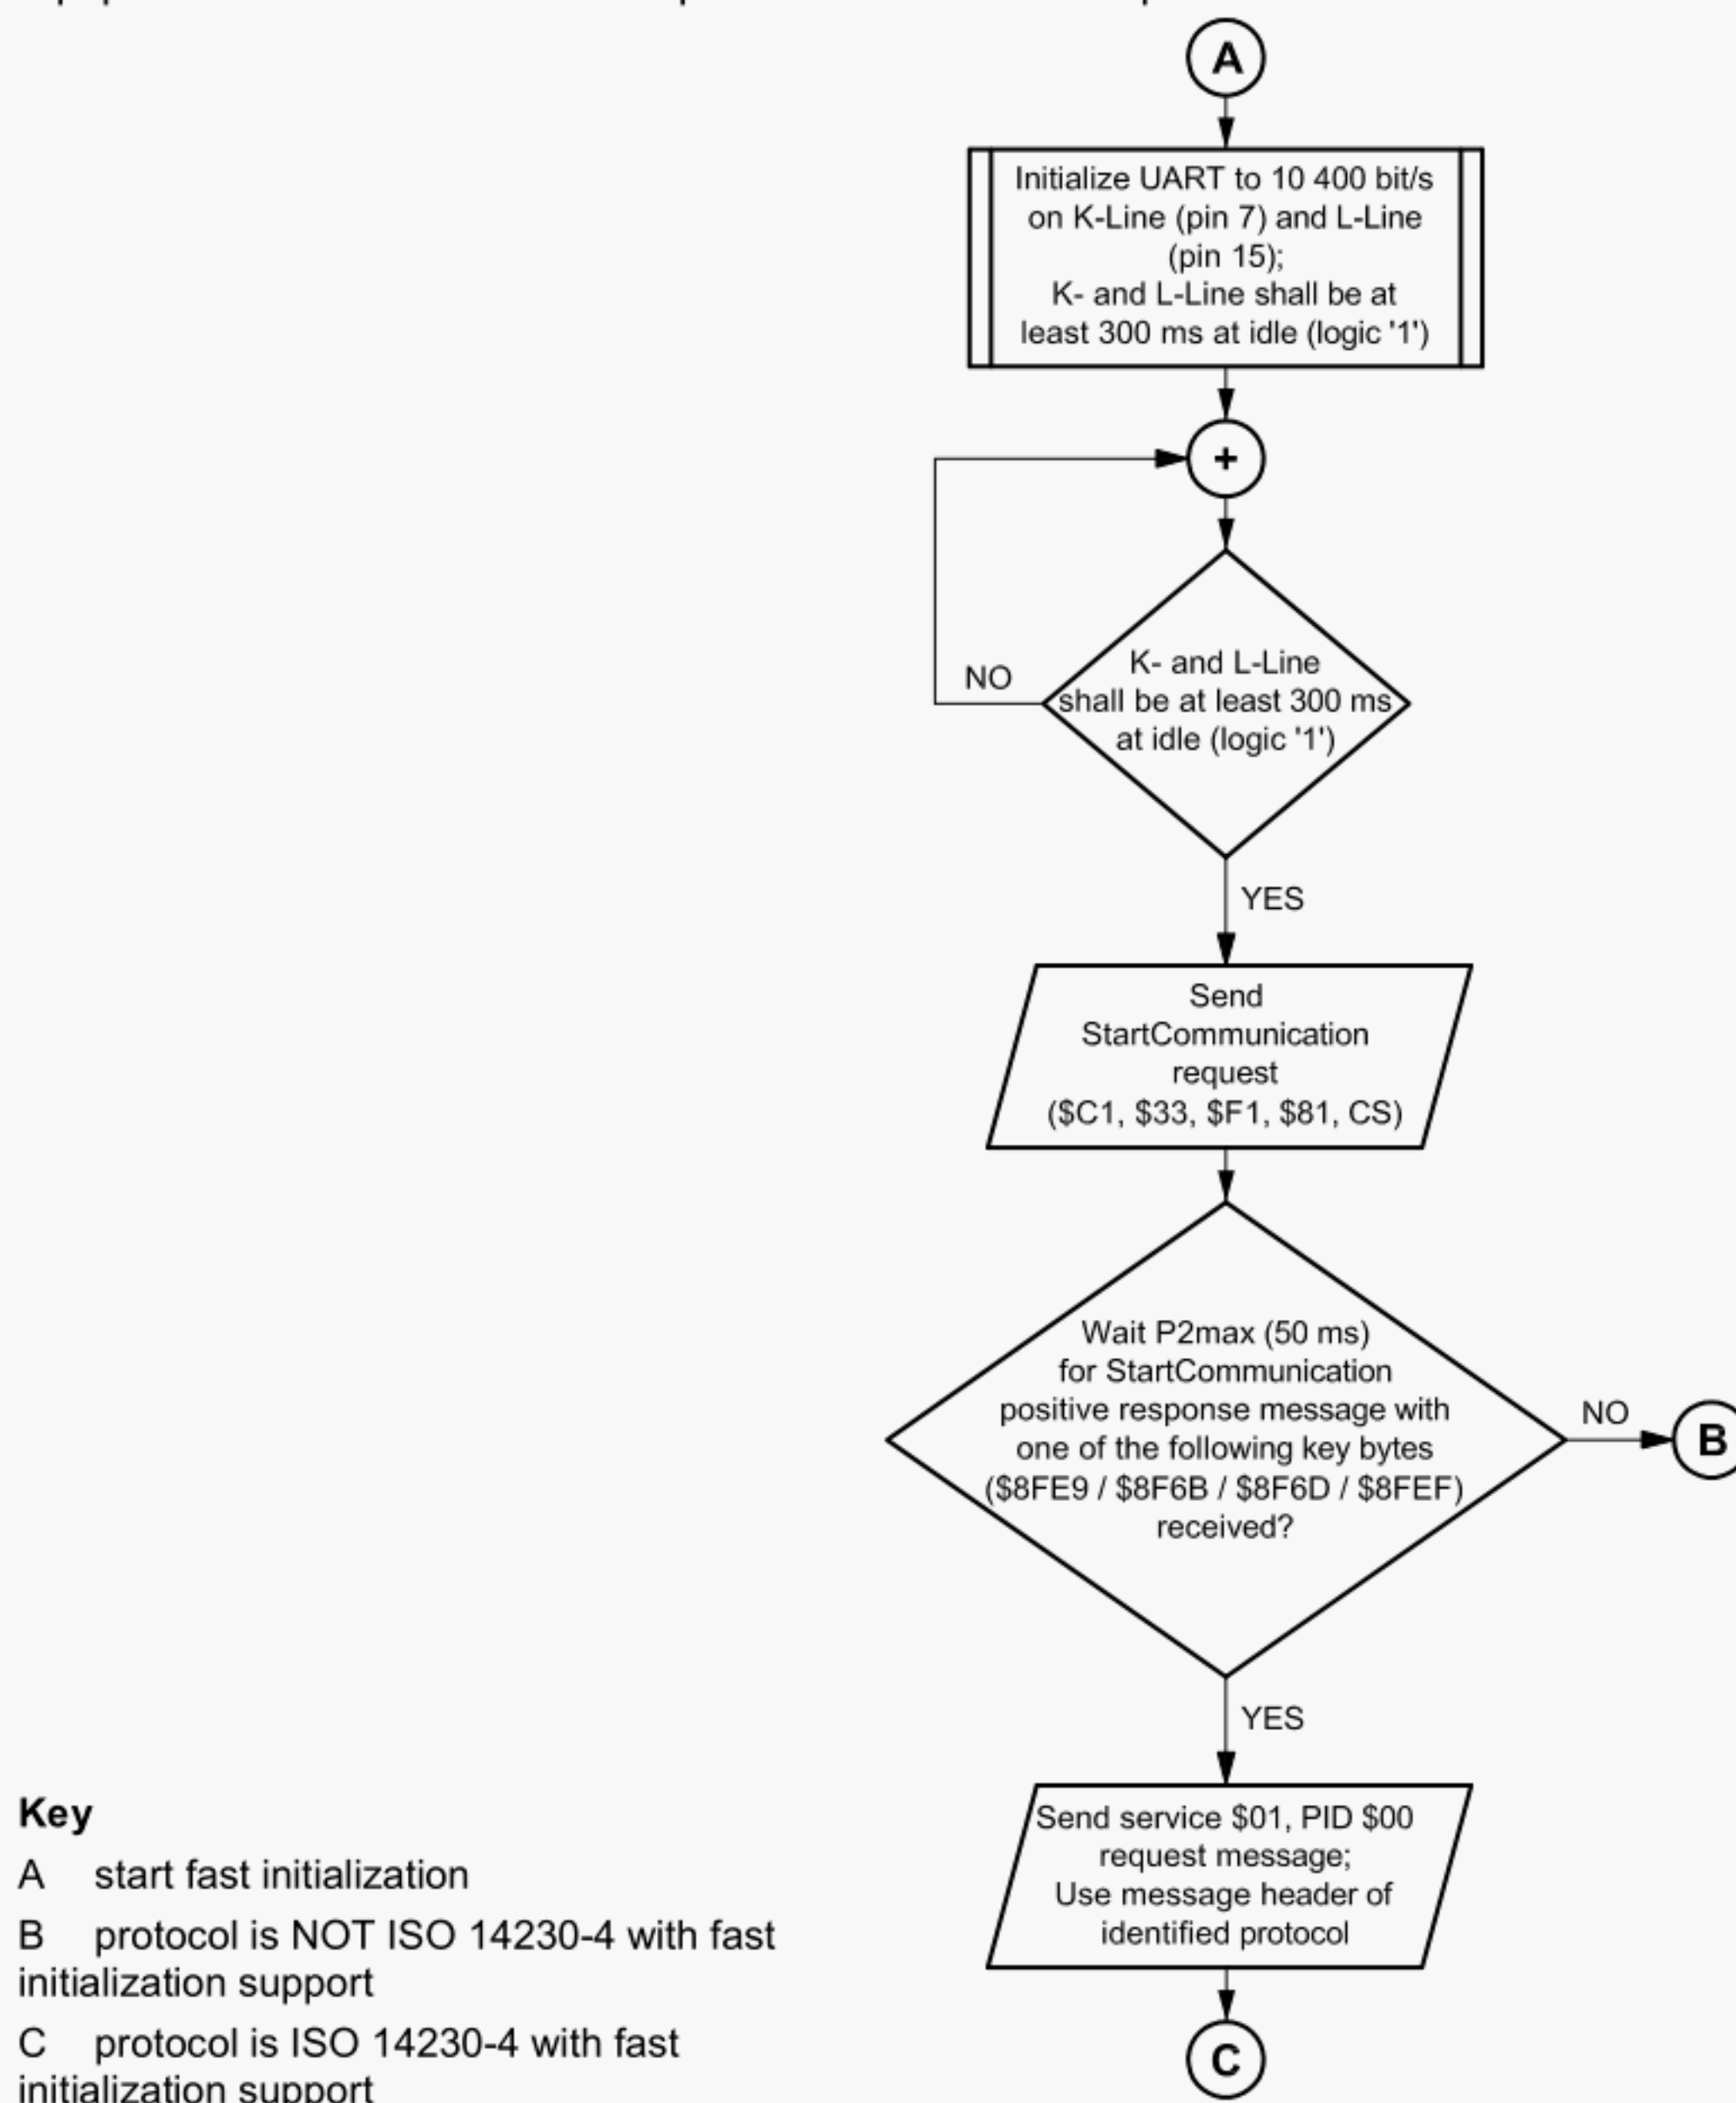 A
Initialize UART to 10 400 bit/s
on K-Line (pin 7) and L-Line
(pin 15);
K- and L-Line shall be at
least 300 ms at idle (logic '1')
+
K- and L-Line
shall be at least 300 ms
at idle (logic '1')
NO
YES
Send
StartCommunication
request
($C1, $33, $F1, $81, CS)
Wait P2max (50 ms)
for StartCommunication
positive response message with
one of the following key bytes
($8FE9 / $8F6B / $8F6D / $8FEF)
received?
NO
B
YES
Send service $01, PID $00
request message;
Use message header of
identified protocol
C
Key
A start fast initialization
B protocol is NOT ISO 14230-4 with fast
initialization support
C protocol is ISO 14230-4 with fast
initialization support